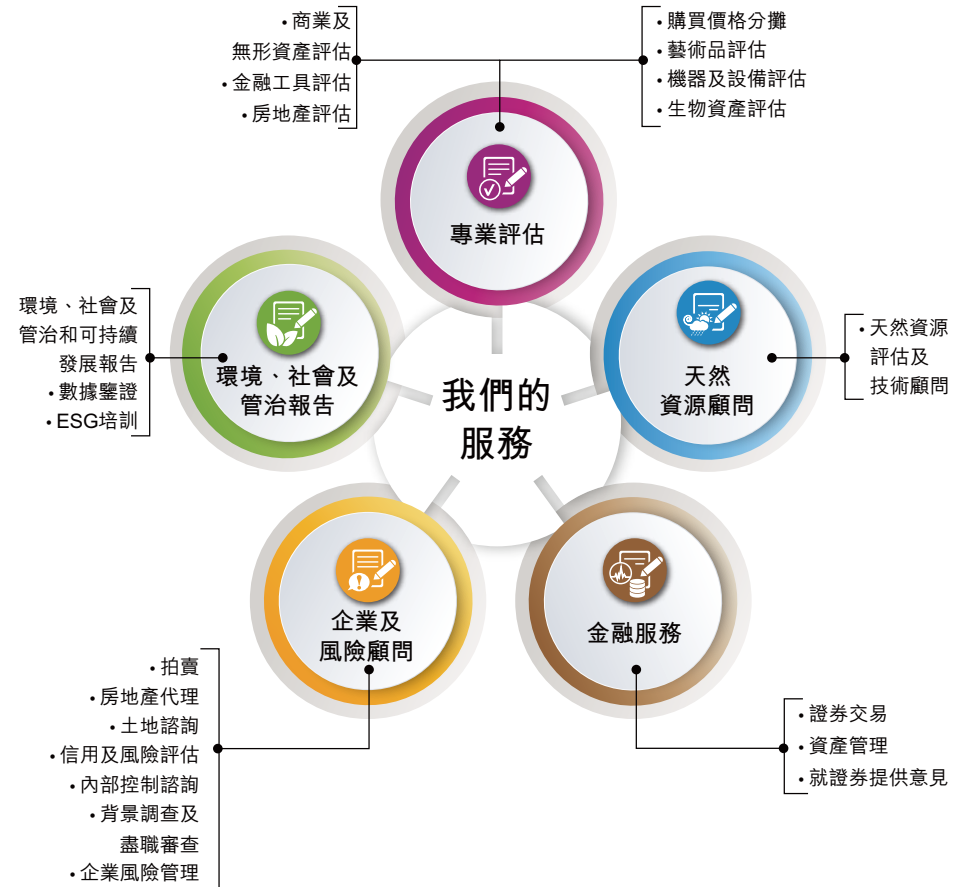 •商業及
無形資產評估
•金融工具評估
•房地產評估
•購買價格分攤
•藝術品評估
•機器及設備評估
•生物資產評估
專業評估
環境、社會及
管治和可持續
發展報告
•數據鑒證
•ESG培訓
環境、社會及
管治報告
我們的
服務
天然
資源顧問
•天然資源
評估及
技術顧問
企業及
風險顧問
金融服務
•拍賣
•房地產代理
•土地諮詢
•信用及風險評估
•內部控制諮詢
•背景調查及
盡職審查
•企業風險管理
•證券交易
•資產管理
•就證券提供意見